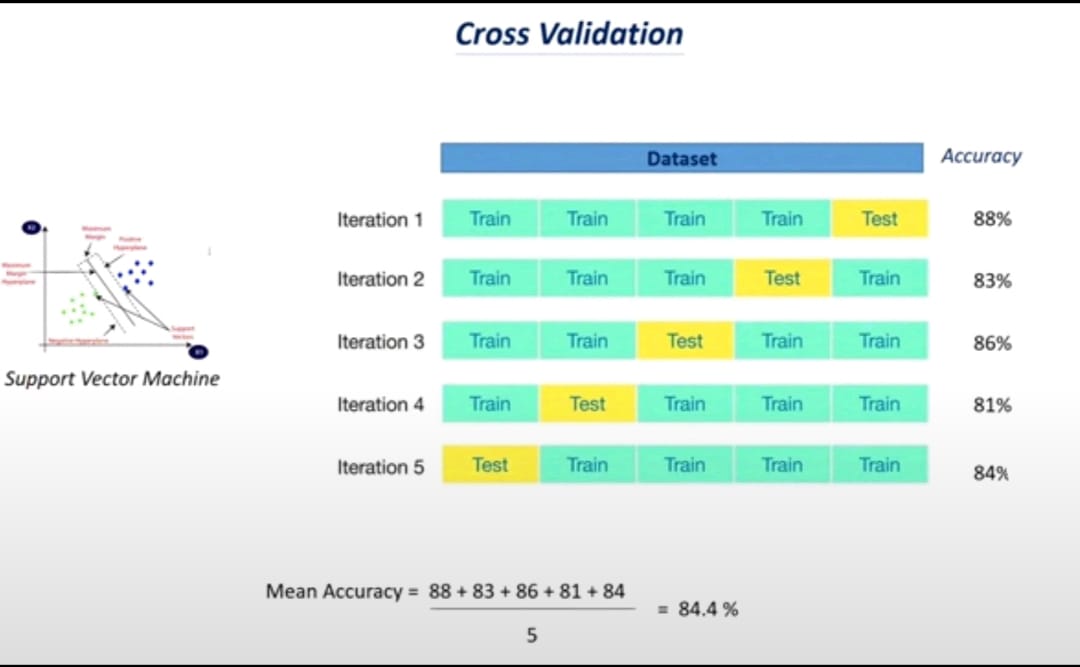 Cross Validation
Dataset
Accuracy
Iteration 1 Train Train Train Train Test 88%
Iteration 2 Train Train Train Test Train 83%
Iteration 3 Train Train Test Train Train 86%
Iteration 4 Train Test Train Train Train 81%
Iteration 5 Test Train Train Train Train 84%
Maximum
Margin
Positive
Hyperplane
Maximum
Margin
Hyperplane
Support
Vectors
Negative Hyperplane
Support Vector Machine
Mean Accuracy = 88 + 83 + 86 + 81 + 84
5
= 84.4 %